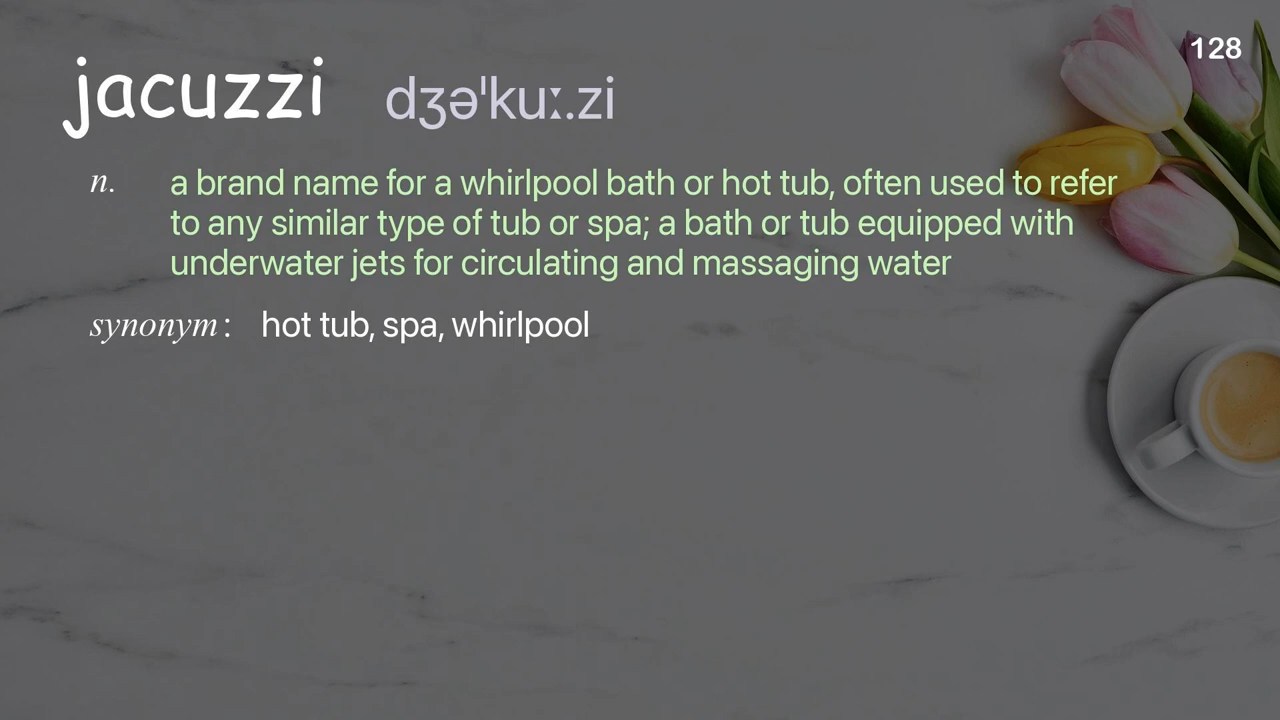 128
jacuzzi dʒəˈkuː.zi
n. a brand name for a whirlpool bath or hot tub, often used to refer
to any similar type of tub or spa; a bath or tub equipped with
underwater jets for circulating and massaging water
synonym: hot tub, spa, whirlpool